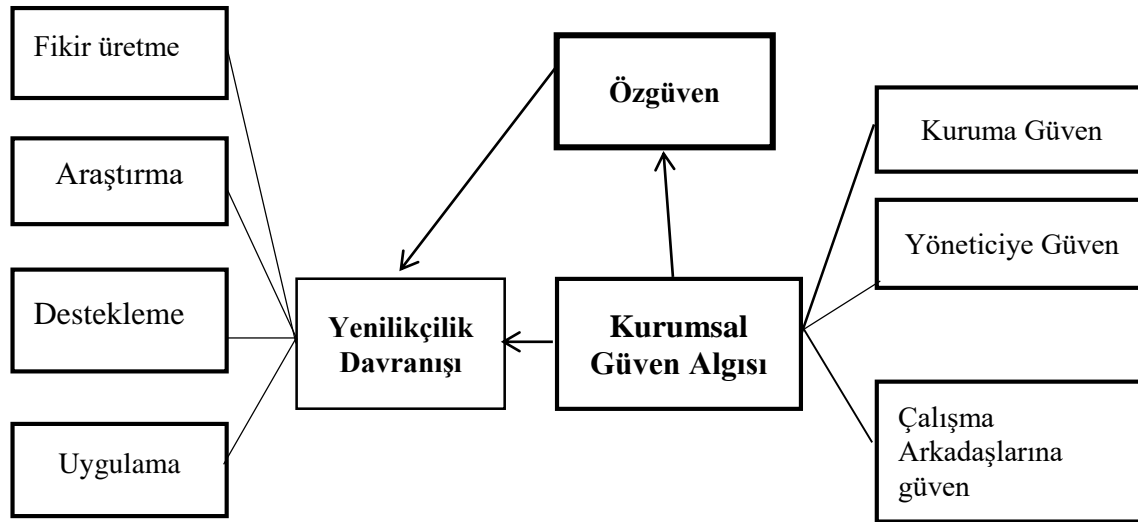 Fikir üretme
Araştırma
Destekleme
Uygulama
Yenilikçilik
Davranışı
Özgüven
Kurumsal
Güven Algısı
Kuruma Güven
Yöneticiye Güven
Çalışma
Arkadaşlarına
güven